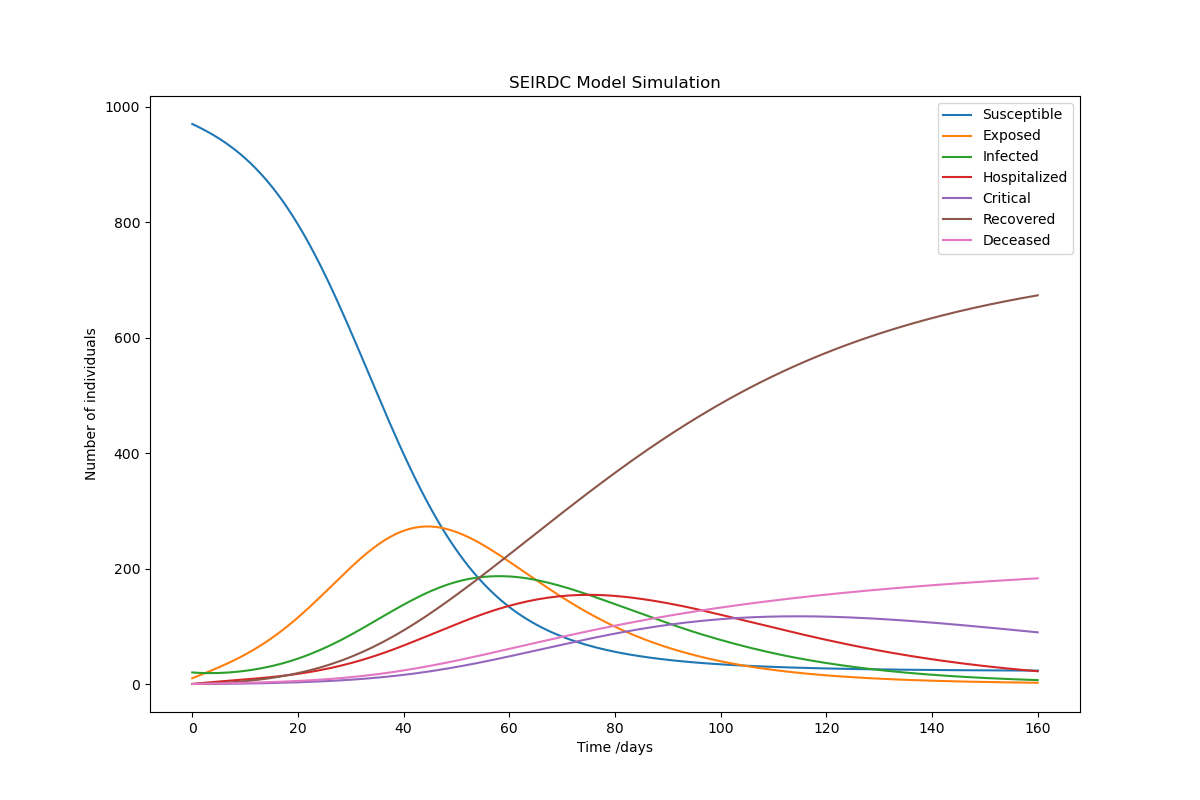 SEIRDC Model Simulation
1000
800
600
400
200
0
Number of individuals
Susceptible
Exposed
Infected
Hospitalized
Critical
Recovered
Deceased
0 20 40 60 80 100 120 140 160
Time /days